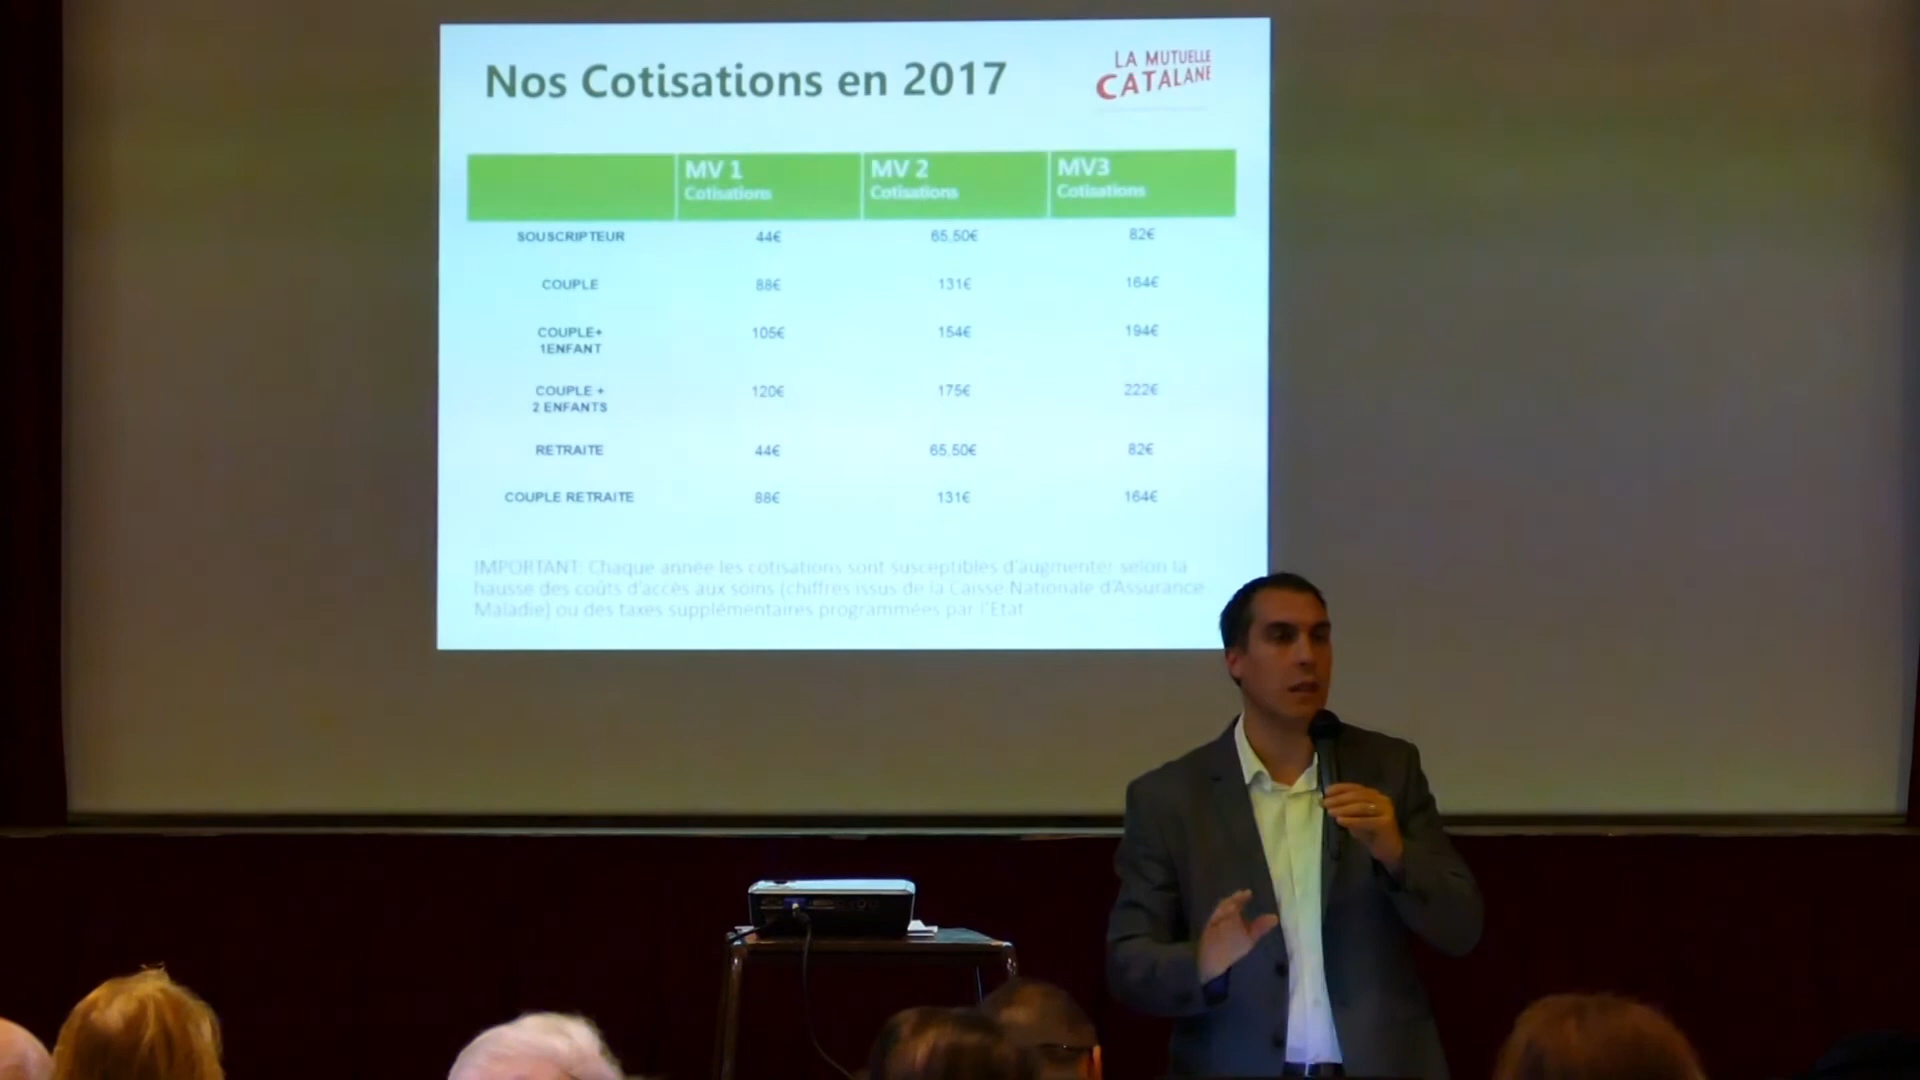 Nos Cotisations en 2017
LA MUTUELLE
CATALANE
MV 1 MV 2 MV3
Cotisations Cotisations Cotisations
SOUSCRIPTEUR 44€ 65,50€ 82€
COUPLE 88€ 131€ 164€
COUPLE+
1ENFANT 105€ 154€ 194€
COUPLE +
2 ENFANTS 120€ 175€ 222€
RETRAITE 44€ 65,50€ 82€
COUPLE RETRAITE 88€ 131€ 164€
IMPORTANT: Chaque année les cotisations sont susceptibles d'augmenter selon la
hausse des coûts d'accès aux soins (chiffres issus de la Caisse Nationale d'Assurance
Maladie) ou des taxes supplémentaires programmées par l'Etat